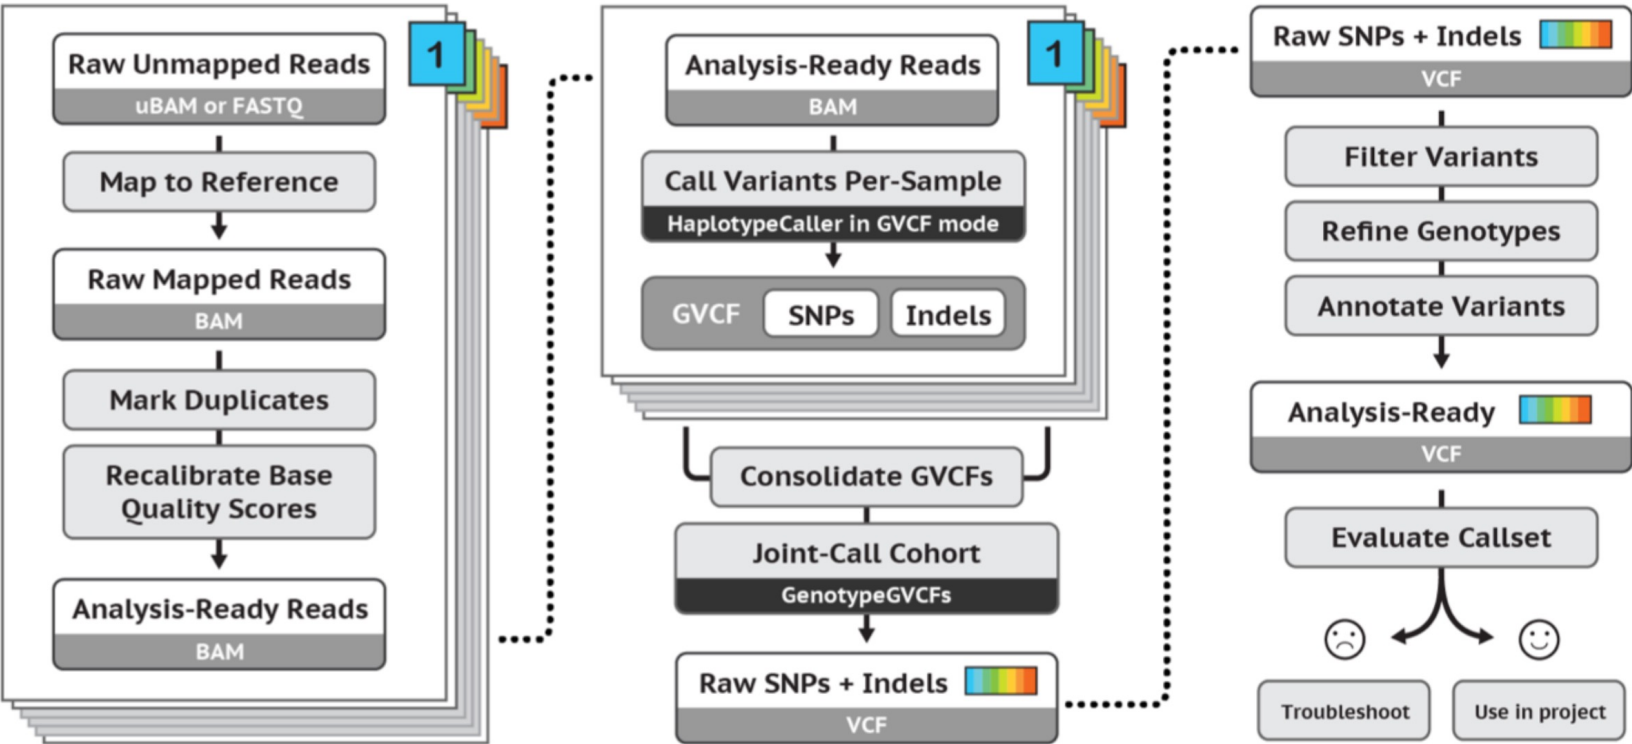 1
Raw Unmapped Reads
uBAM or FASTQ
Map to Reference
Raw Mapped Reads
BAM
Mark Duplicates
Recalibrate Base
Quality Scores
Analysis-Ready Reads
BAM
1
Analysis-Ready Reads
BAM
Call Variants Per-Sample
HaplotypeCaller in GVCF mode
GVCF SNPs Indels
Consolidate GVCFs
Joint-Call Cohort
GenotypeGVCFs
Raw SNPs + Indels
VCF
Raw SNPs + Indels
VCF
Filter Variants
Refine Genotypes
Annotate Variants
Analysis-Ready
VCF
Evaluate Callset
Troubleshoot
Use in project